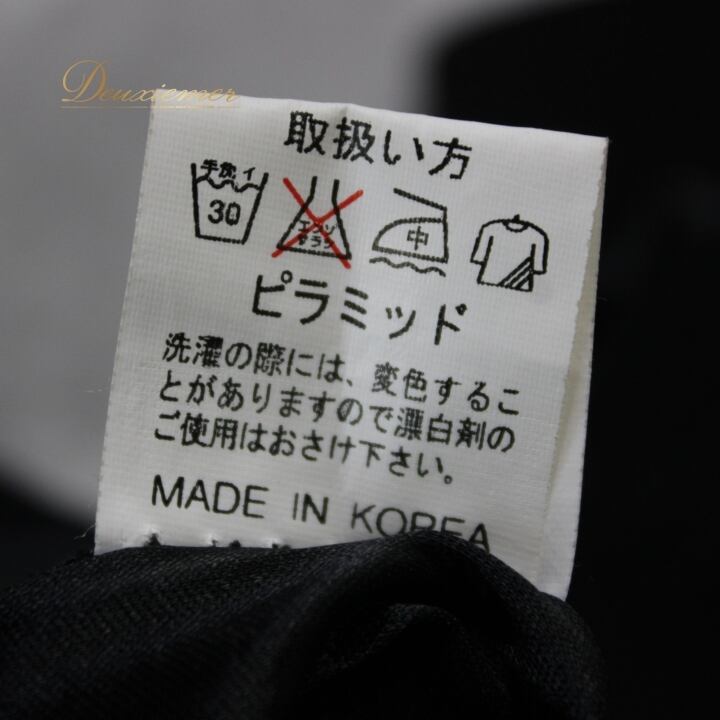 Deuxiemer
取扱い方
手洗イ
30
エンソ
サラシ
中
ピラミッド
洗濯の際には、変色するこ
とがありますので漂白剤の
ご使用はおさけ下さい。
MADE IN KOREA